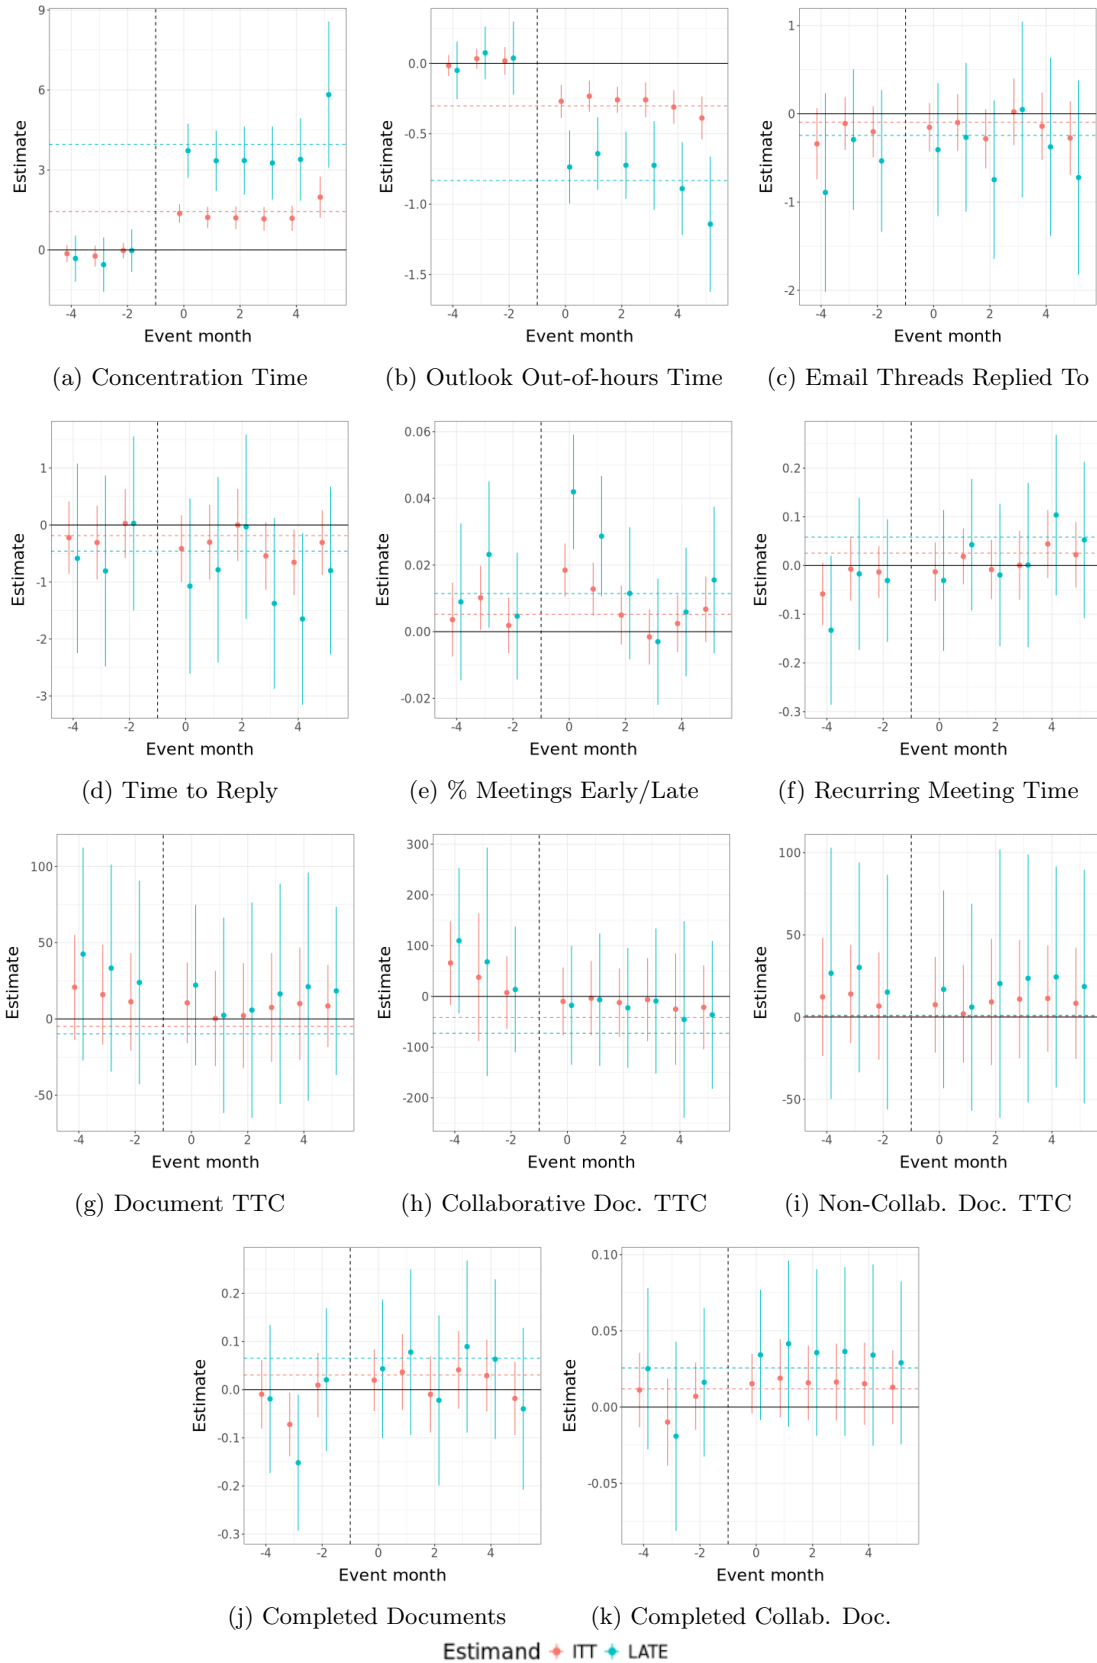 9
6
3
0
Estimate
-4 -2 0 2 4
Event month
(a) Concentration Time
0.0
-0.5
-1.0
-1.5
Estimate
-4 -2 0 2 4
Event month
(b) Outlook Out-of-hours Time
1
0
-1
-2
Estimate
-4 -2 0 2 4
Event month
(c) Email Threads Replied To
1
0
-1
-2
-3
Estimate
-4 -2 0 2 4
Event month
(d) Time to Reply
0.06
0.04
0.02
0.00
-0.02
Estimate
-4 -2 0 2 4
Event month
(e) % Meetings Early/Late
0.2
0.1
0.0
-0.1
-0.2
-0.3
Estimate
-4 -2 0 2 4
Event month
(f) Recurring Meeting Time
100
50
0
-50
Estimate
-4 -2 0 2 4
Event month
(g) Document TTC
300
200
100
0
-100
-200
Estimate
-4 -2 0 2 4
Event month
(h) Collaborative Doc. TTC
100
50
0
-50
Estimate
-4 -2 0 2 4
Event month
(i) Non-Collab. Doc. TTC
0.2
0.1
0.0
-0.1
-0.2
-0.3
Estimate
-4 -2 0 2 4
Event month
(j) Completed Documents
0.10
0.05
0.00
-0.05
Estimate
-4 -2 0 2 4
Event month
(k) Completed Collab. Doc.
Estimand ITT LATE